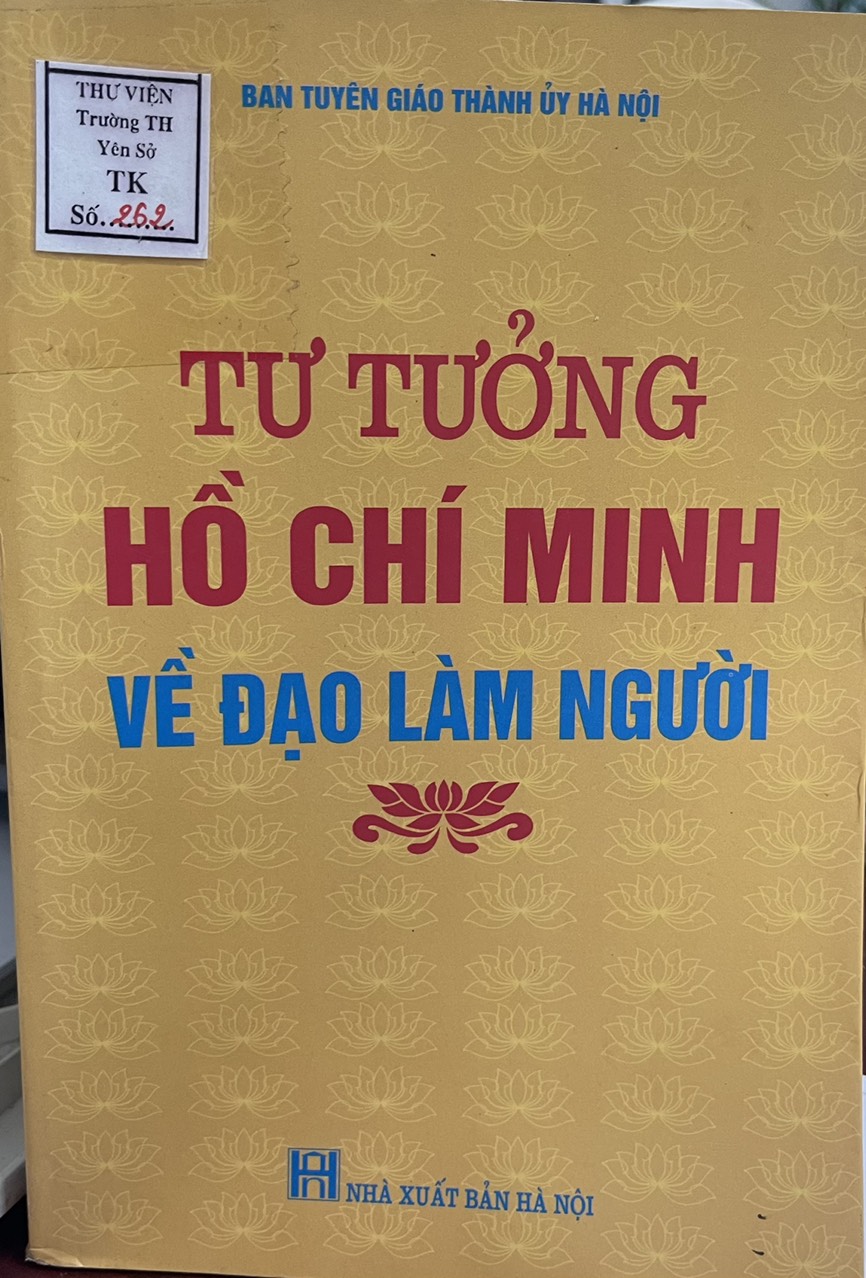 THƯ VIỆN
Trường TH
Yên Sở
TK
Số..262..
BAN TUYÊN GIÁO THÀNH ỦY HÀ NỘI
TƯ TƯỞNG
HỒ CHÍ MINH
VỀ ĐẠO LÀM NGƯỜI
NHÀ XUẤT BẢN HÀ NỘI